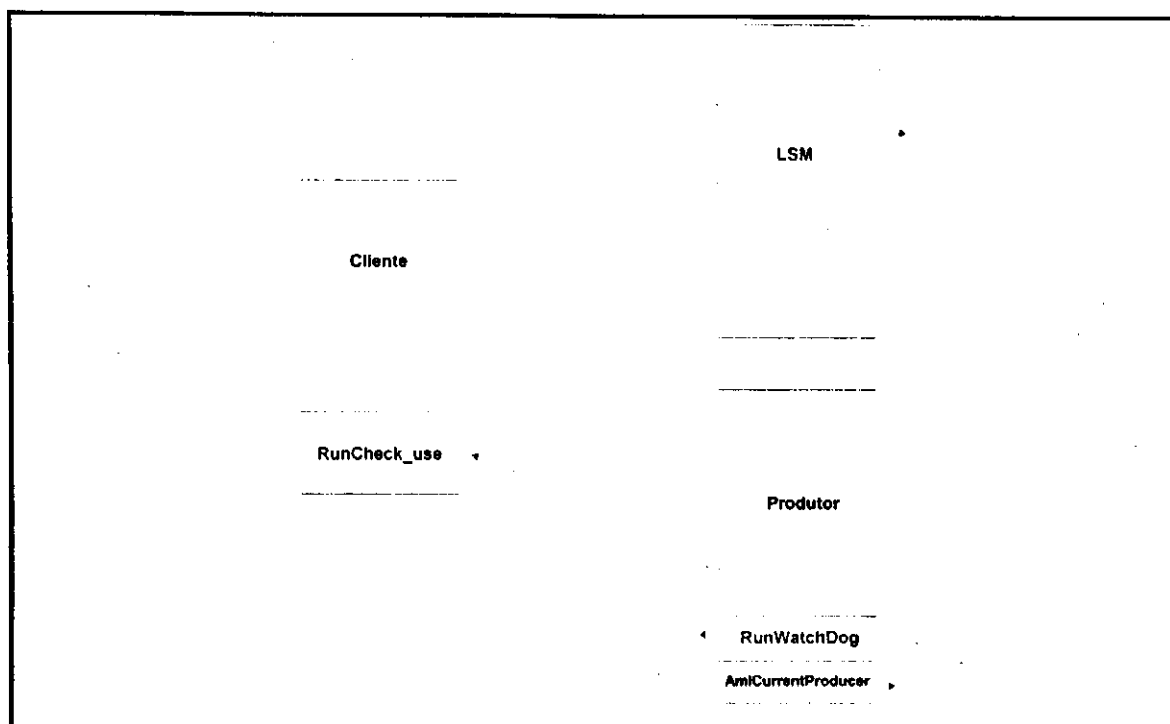 LSM
Cliente
RunCheck_use
Produtor
RunWatchDog
AmICurrentProducer